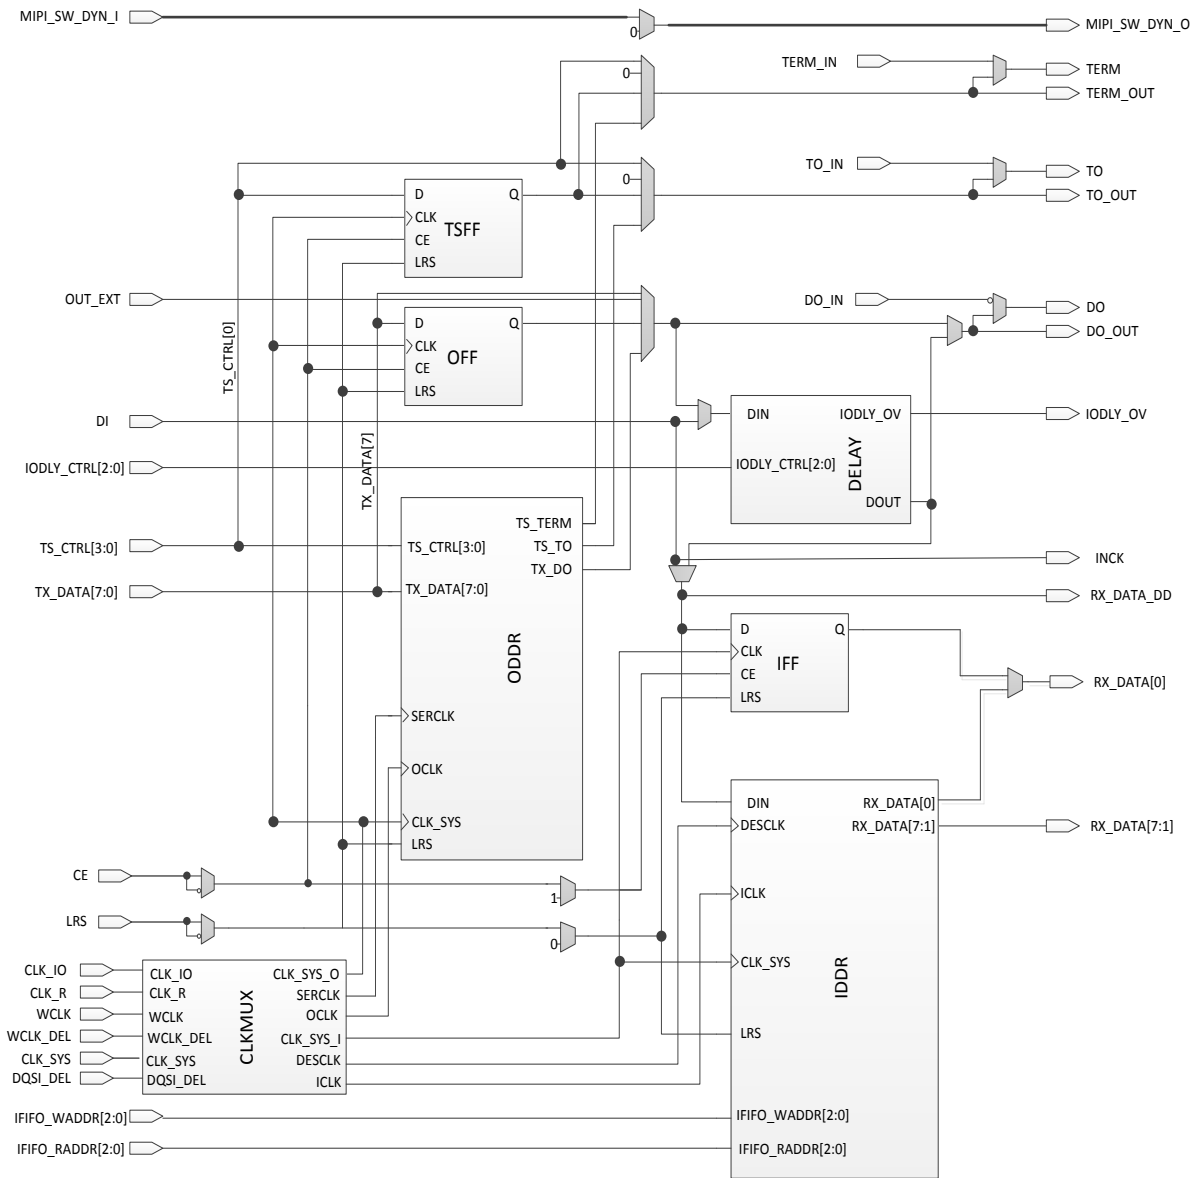 MIPI_SW_DYN_I
0
MIPI_SW_DYN_O
TERM_IN
TERM
0
TERM_OUT
TO_IN
TO
0
TO_OUT
D
Q
CLK
TSFF
CE
LRS
OUT_EXT
DO_IN
DO
DO_OUT
TS_CTRL[0]
D
Q
CLK
OFF
CE
LRS
DI
DIN
IODLY_OV
IODLY_OV
TX_DATA[7]
IODLY_CTRL[2:0]
IODLY_CTRL[2:0]
DELAY
DOUT
TS_TERM
TS_CTRL[3:0]
TS_CTRL[3:0]
TS_TO
TX_DO
INCK
TX_DATA[7:0]
TX_DATA[7:0]
RX_DATA_DD
ODDR
D
Q
CLK
IFF
CE
LRS
RX_DATA[0]
SERCLK
OCLK
CLK_SYS
LRS
DIN
RX_DATA[0]
DESCLK
RX_DATA[7:1]
RX_DATA[7:1]
CE
1
ICLK
LRS
0
CLK_SYS
IDDR
LRS
CLK_IO
CLK_IO
CLK_SYS_O
CLK_R
CLK_R
SERCLK
WCLK
WCLK
OCLK
CLKMUX
WCLK_DEL
WCLK_DEL
CLK_SYS_I
CLK_SYS
CLK_SYS
DESCLK
DQSI_DEL
DQSI_DEL
ICLK
IFIFO_WADDR[2:0]
IFIFO_WADDR[2:0]
IFIFO_RADDR[2:0]
IFIFO_RADDR[2:0]